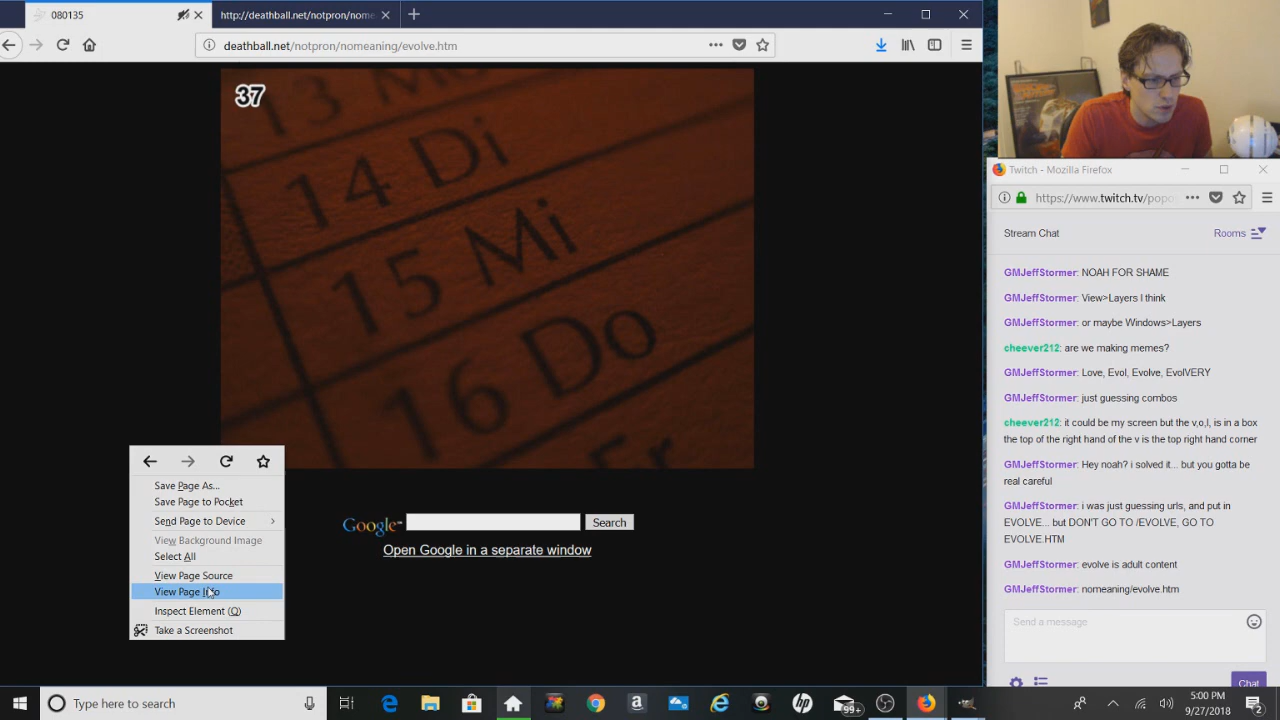 080135
http://deathball.net/notpron/nome
deathball.net/notpron/nomeaning/evolve.htm
37
14 Di
15 Mi
16 Do
Fr
Save Page As...
Save Page to Pocket
Send Page to Device
View Background Image
Select All
View Page Source
View Page Info
Inspect Element (Q)
Take a Screenshot
Google
Search
Open Google in a separate window
Twitch - Mozilla Firefox
https://www.twitch.tv/popo
Stream Chat
Rooms
GMJeffStormer: NOAH FOR SHAME
GMJeffStormer: View>Layers I think
GMJeffStormer: or maybe Windows>Layers
cheever212: are we making memes?
GMJeffStormer: Love, Evol, Evolve, EvolVERY
GMJeffStormer: just guessing combos
cheever212: it could be my screen but the v,o,l, is in a box
the top of the right hand of the v is the top right hand corner
GMJeffStormer: Hey noah? i solved it... but you gotta be
real careful
GMJeffStormer: i was just guessing urls, and put in
EVOLVE... but DON'T GO TO /EVOLVE, GO TO
EVOLVE.HTM
GMJeffStormer: evolve is adult content
GMJeffStormer: nomeaning/evolve.htm
Send a message
Chat
Type here to search
99+
5:00 PM
9/27/2018
2